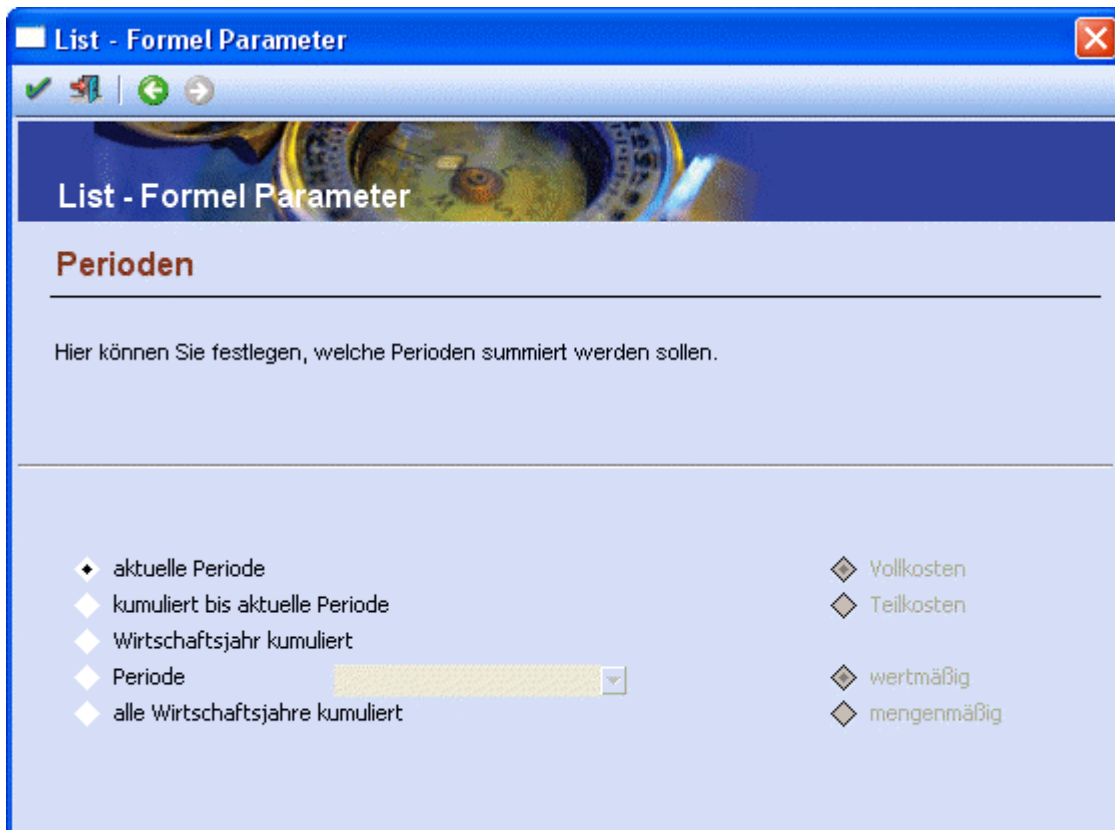 List - Formel Parameter
List - Formel Parameter
Perioden
Hier können Sie festlegen, welche Perioden summiert werden sollen.
aktuelle Periode
Vollkosten
kumuliert bis aktuelle Periode
Teilkosten
Wirtschaftsjahr kumuliert
Periode
wertmäßig
alle Wirtschaftsjahre kumuliert
mengenmäßig